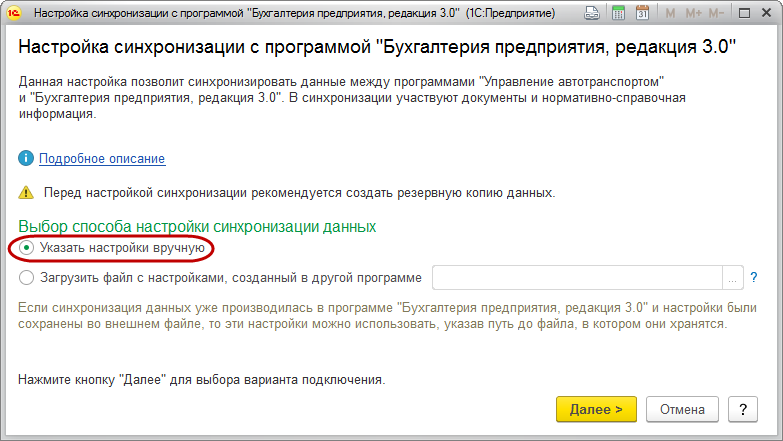 Настройка синхронизации с программой "Бухгалтерия предприятия, редакция 3.0" (1С:Предприятие)
M M+ M-
Настройка синхронизации с программой "Бухгалтерия предприятия, редакция 3.0"
Данная настройка позволит синхронизировать данные между программами "Управление автотранспортом"
и "Бухгалтерия предприятия, редакция 3.0". В синхронизации участвуют документы и нормативно-справочная
информация.
Подробное описание
Перед настройкой синхронизации рекомендуется создать резервную копию данных.
Выбор способа настройки синхронизации данных
Указать настройки вручную
Загрузить файл с настройками, созданный в другой программе ... ?
Если синхронизация данных уже производилась в программе "Бухгалтерия предприятия, редакция 3.0" и настройки были
сохранены во внешнем файле, то эти настройки можно использовать, указав путь до файла, в котором они хранятся.
Нажмите кнопку "Далее" для выбора варианта подключения.
Далее > Отмена ?